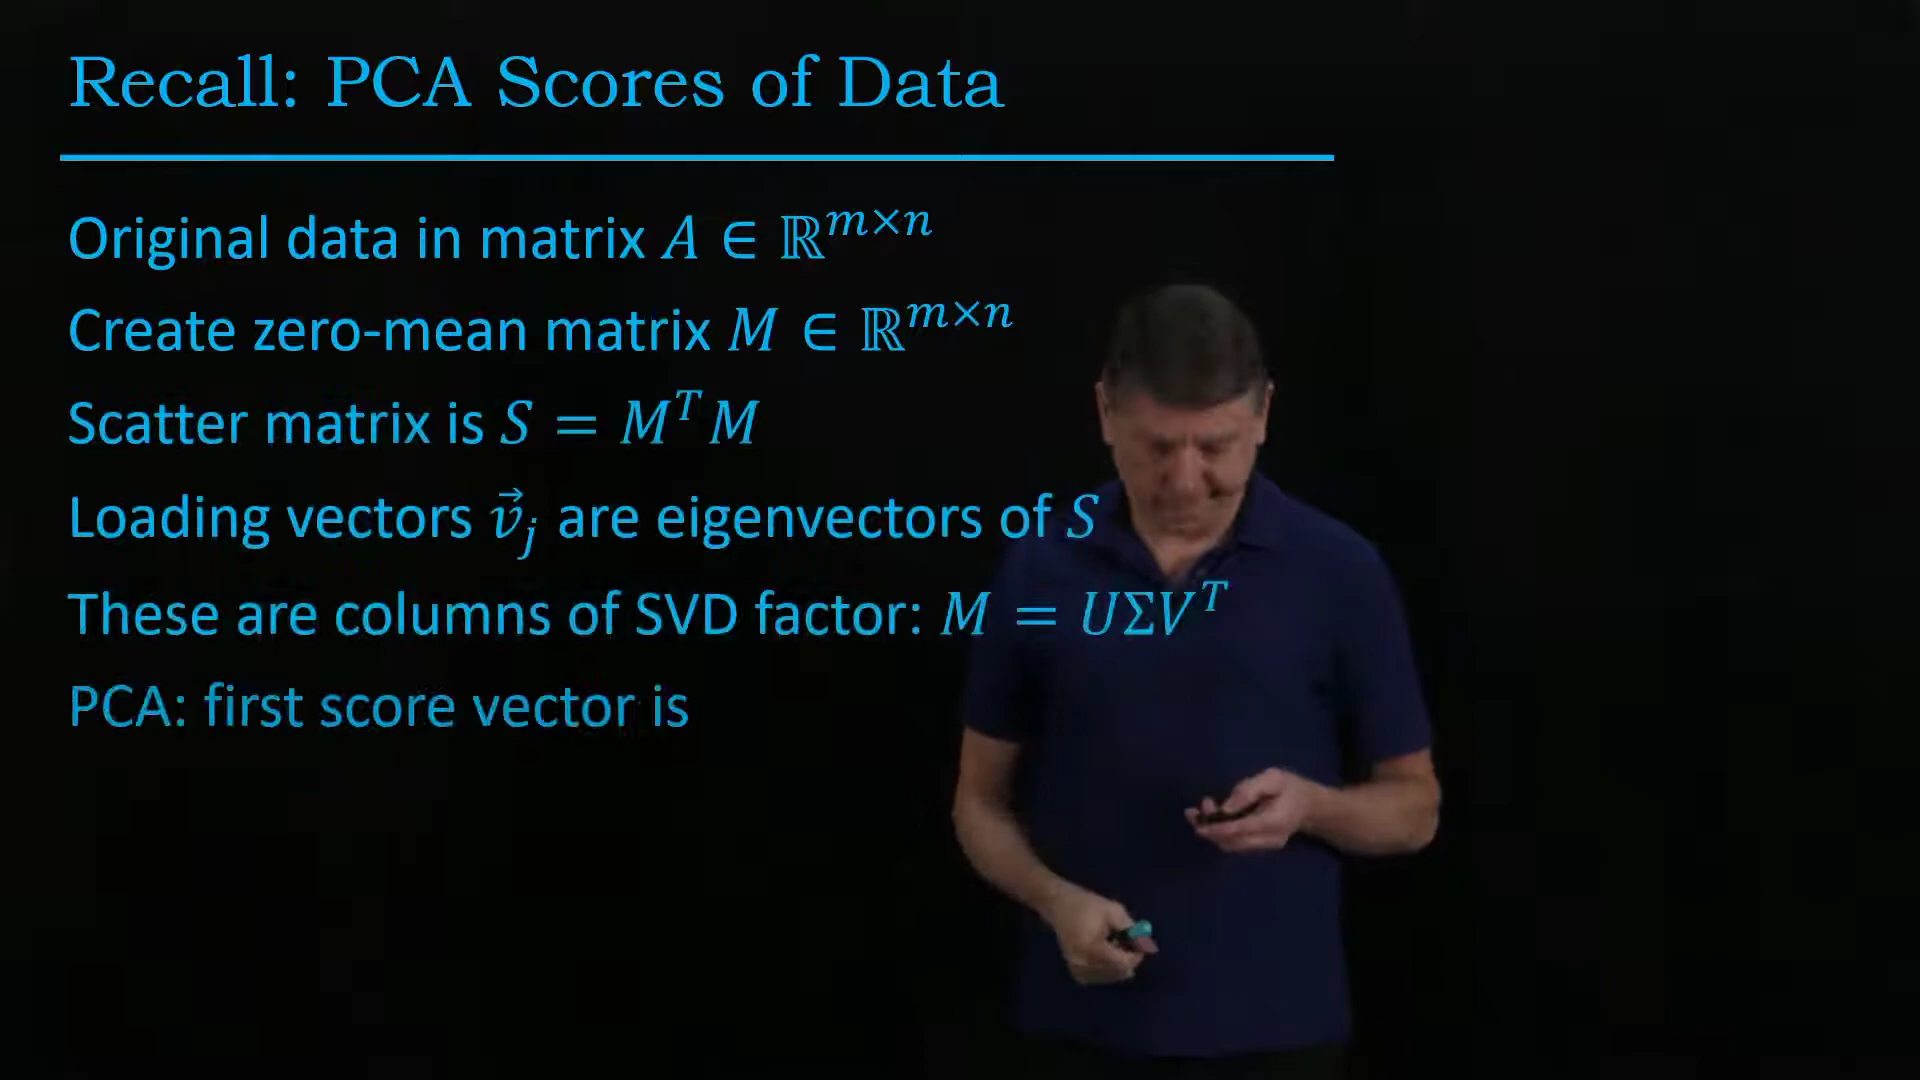 Recall: PCA Scores of Data
Original data in matrix A ∈ ℝ^{m×n}
Create zero-mean matrix M ∈ ℝ^{m×n}
Scatter matrix is S = M^T M
Loading vectors v⃗_j are eigenvectors of S
These are columns of SVD factor: M = UΣV^T
PCA: first score vector is